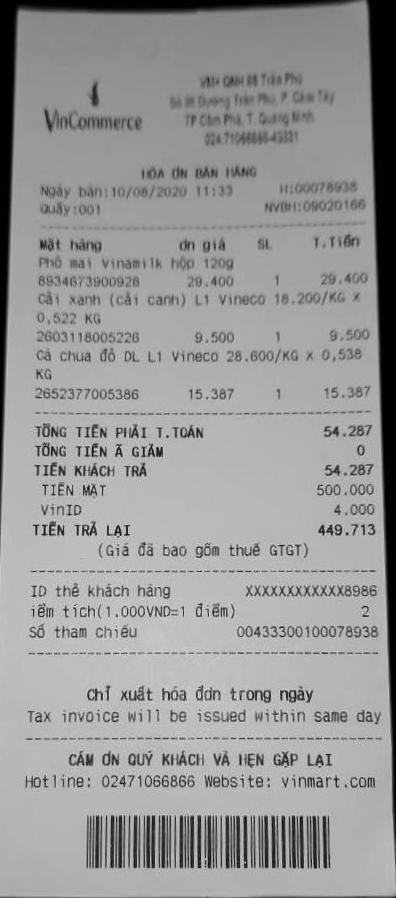 VinCommerce
VM+ QNH 86 Trần Phú
Số 86 Đường Trần Phú, P. Cẩm Tây
TP Cẩm Phả, T. Quảng Ninh
024.71066866-43331
HÓA ƠN BÁN HÀNG
Ngày bán:10/08/2020 11:33 H:00078938
Quầy:001 NVBH:09020166
Mặt hàng ơn giá SL T.Tiền
Phô mai Vinamilk hộp 120g
8934673900928 29.400 1 29.400
Cải xanh (cải canh) L1 Vineco 18.200/KG x
0,522 KG
2603118005226 9.500 1 9.500
Cà chua đỏ DL L1 Vineco 28.600/KG x 0,538
KG
2652377005386 15.387 1 15.387
TỔNG TIỀN PHẢI T.TOÁN 54.287
TỔNG TIỀN Ã GIẢM 0
TIỀN KHÁCH TRẢ 54.287
TIỀN MẶT 500.000
VinID 4.000
TIỀN TRẢ LẠI 449.713
(Giá đã bao gồm thuế GTGT)
ID thẻ khách hàng XXXXXXXXXXXX8986
iểm tích(1.000VND=1 điểm) 2
Số tham chiếu 00433300100078938
Chỉ xuất hóa đơn trong ngày
Tax invoice will be issued within same day
CẢM ƠN QUÝ KHÁCH VÀ HẸN GẶP LẠI
Hotline: 02471066866 Website: vinmart.com